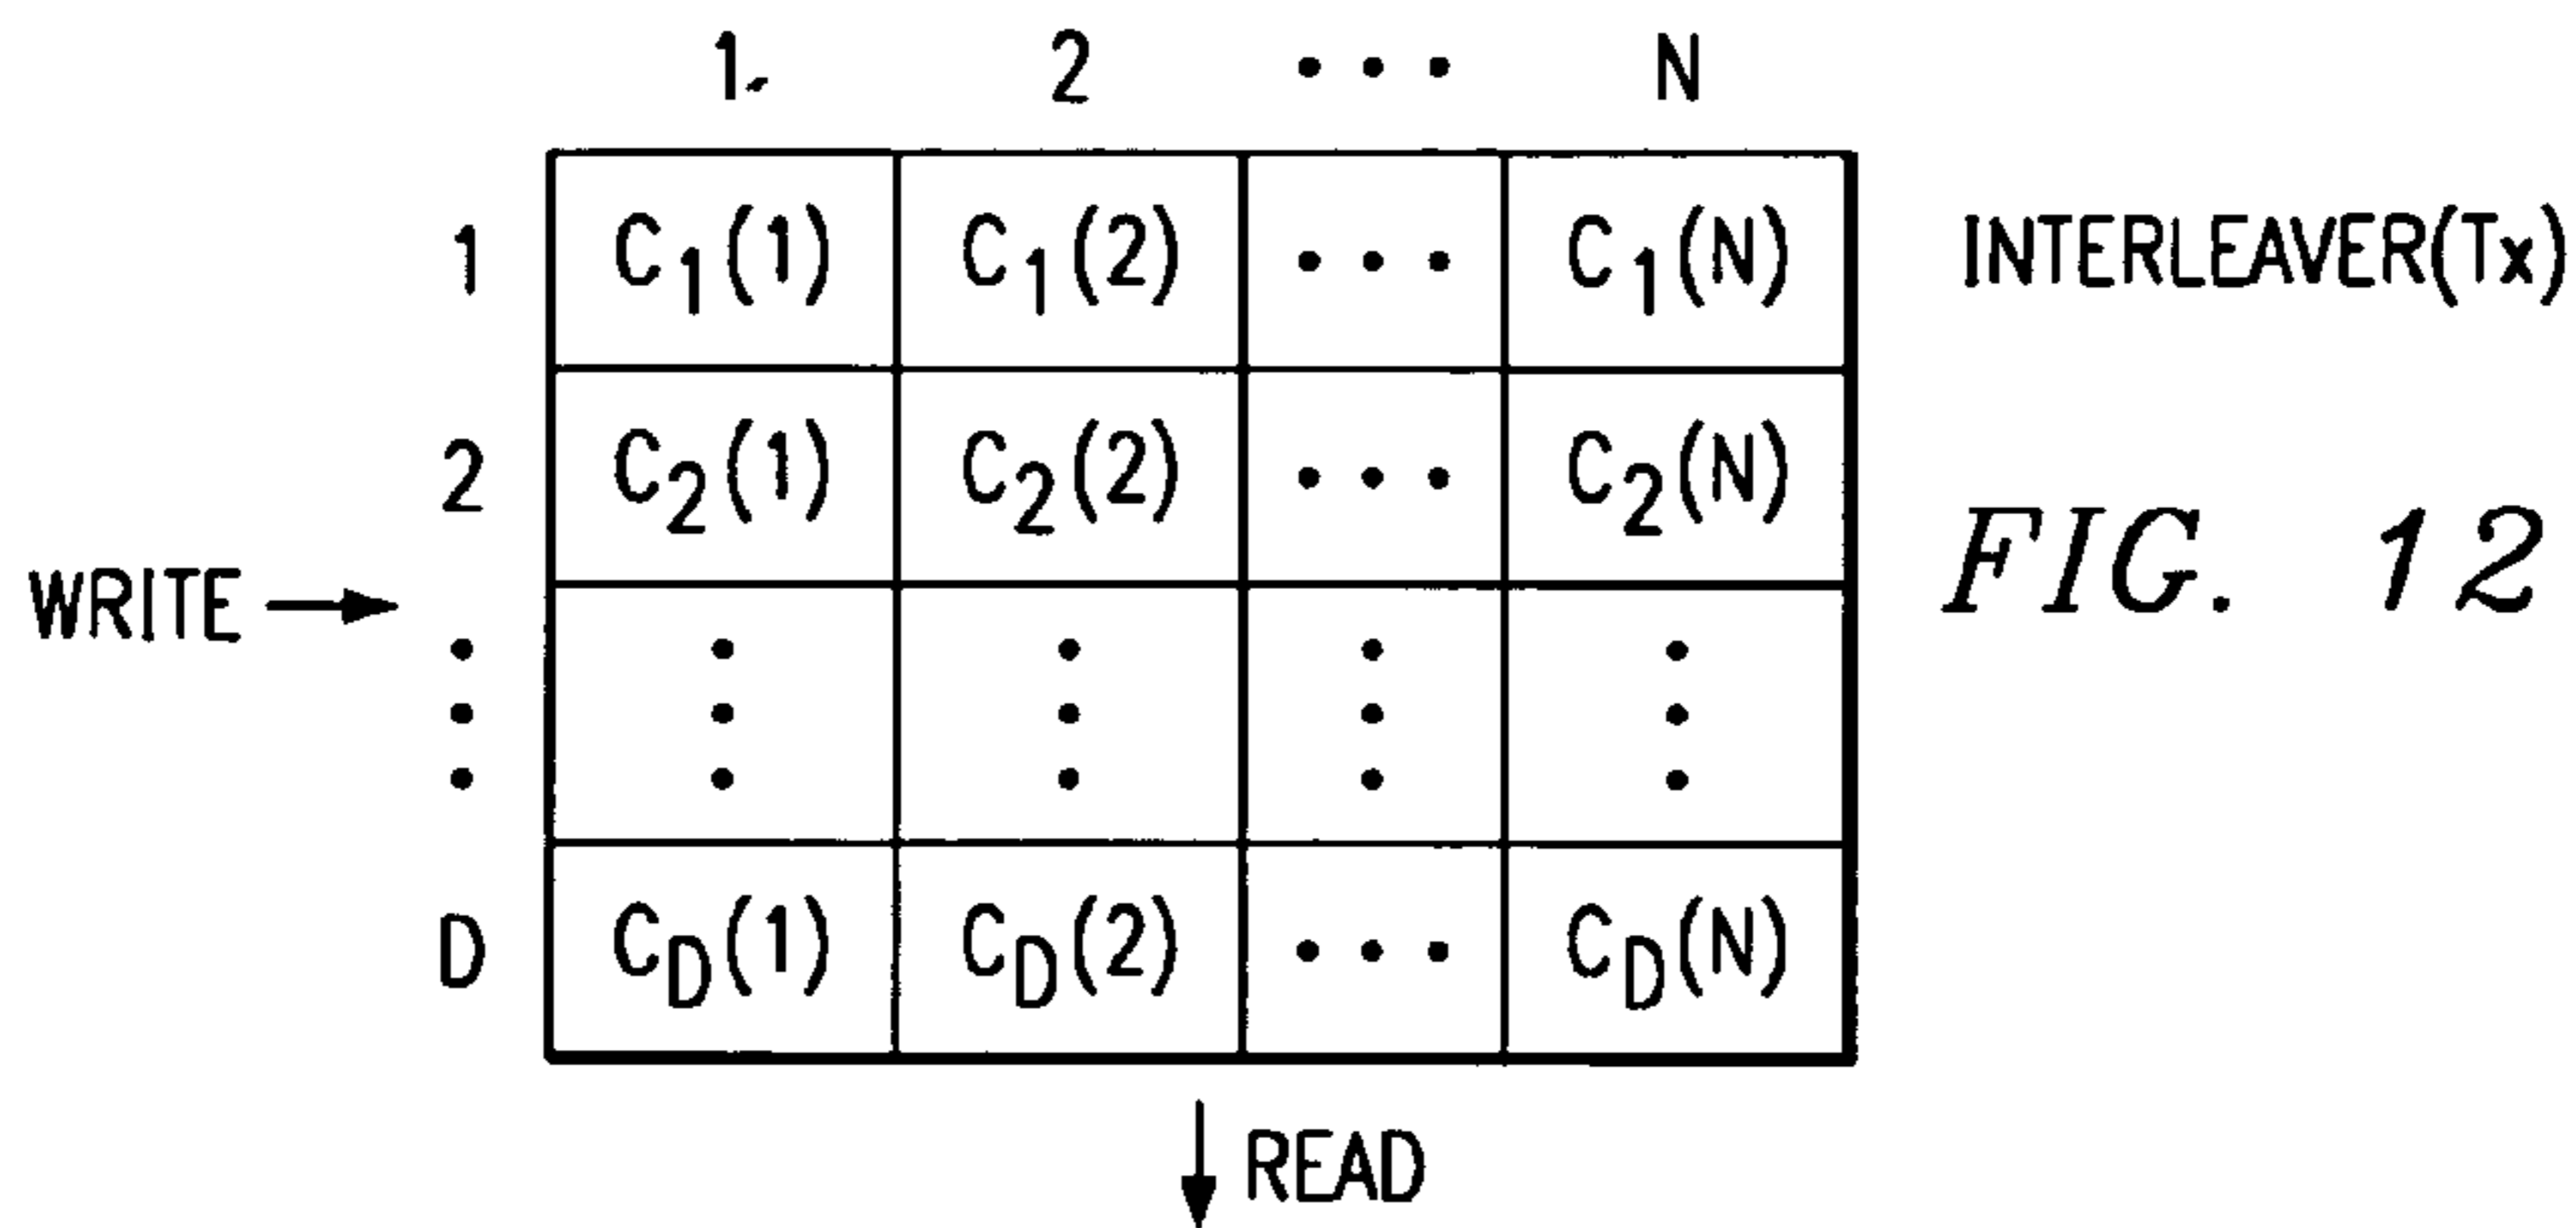 1 2 ••• N
1 C1(1) C1(2) ••• C1(N) INTERLEAVER(Tx)
2 C2(1) C2(2) ••• C2(N)
FIG. 12
WRITE
D CD(1) CD(2) ••• CD(N)
READ